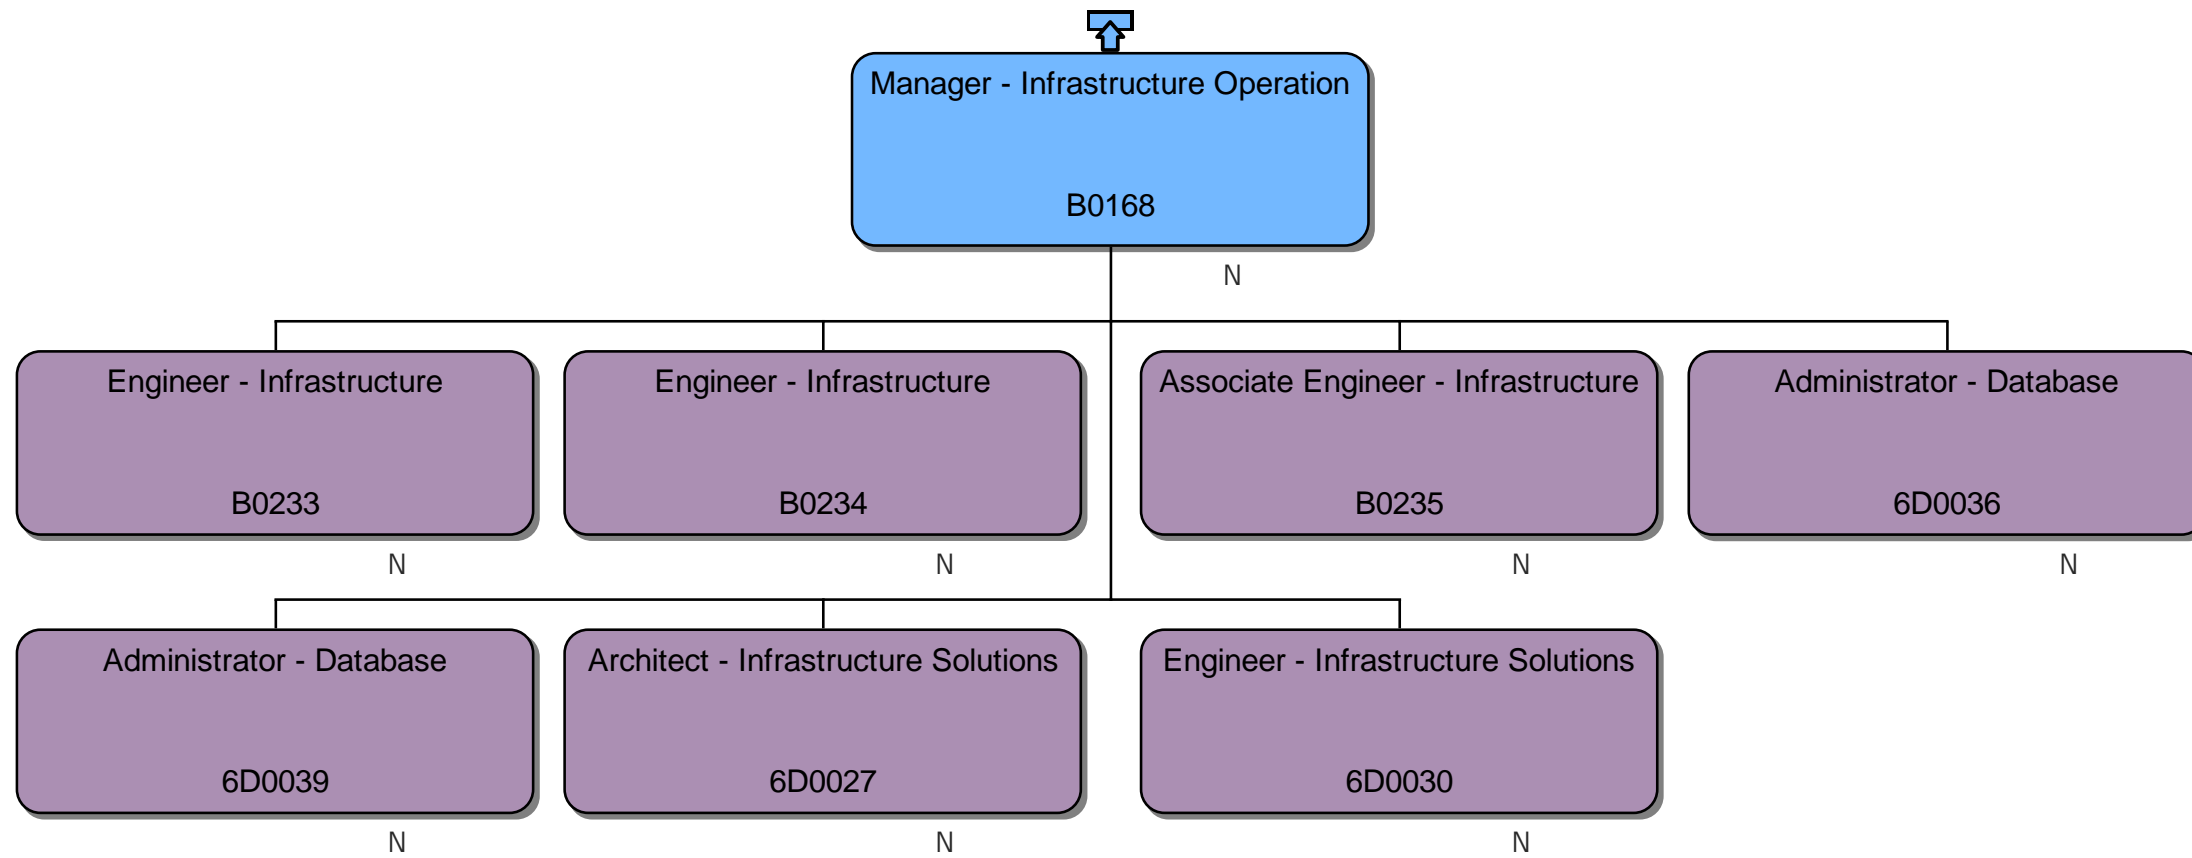 Manager - Infrastructure Operation
B0168
N
Engineer - Infrastructure
B0233
N
Engineer - Infrastructure
B0234
N
Associate Engineer - Infrastructure
B0235
N
Administrator - Database
6D0036
N
Administrator - Database
6D0039
N
Architect - Infrastructure Solutions
6D0027
N
Engineer - Infrastructure Solutions
6D0030
N